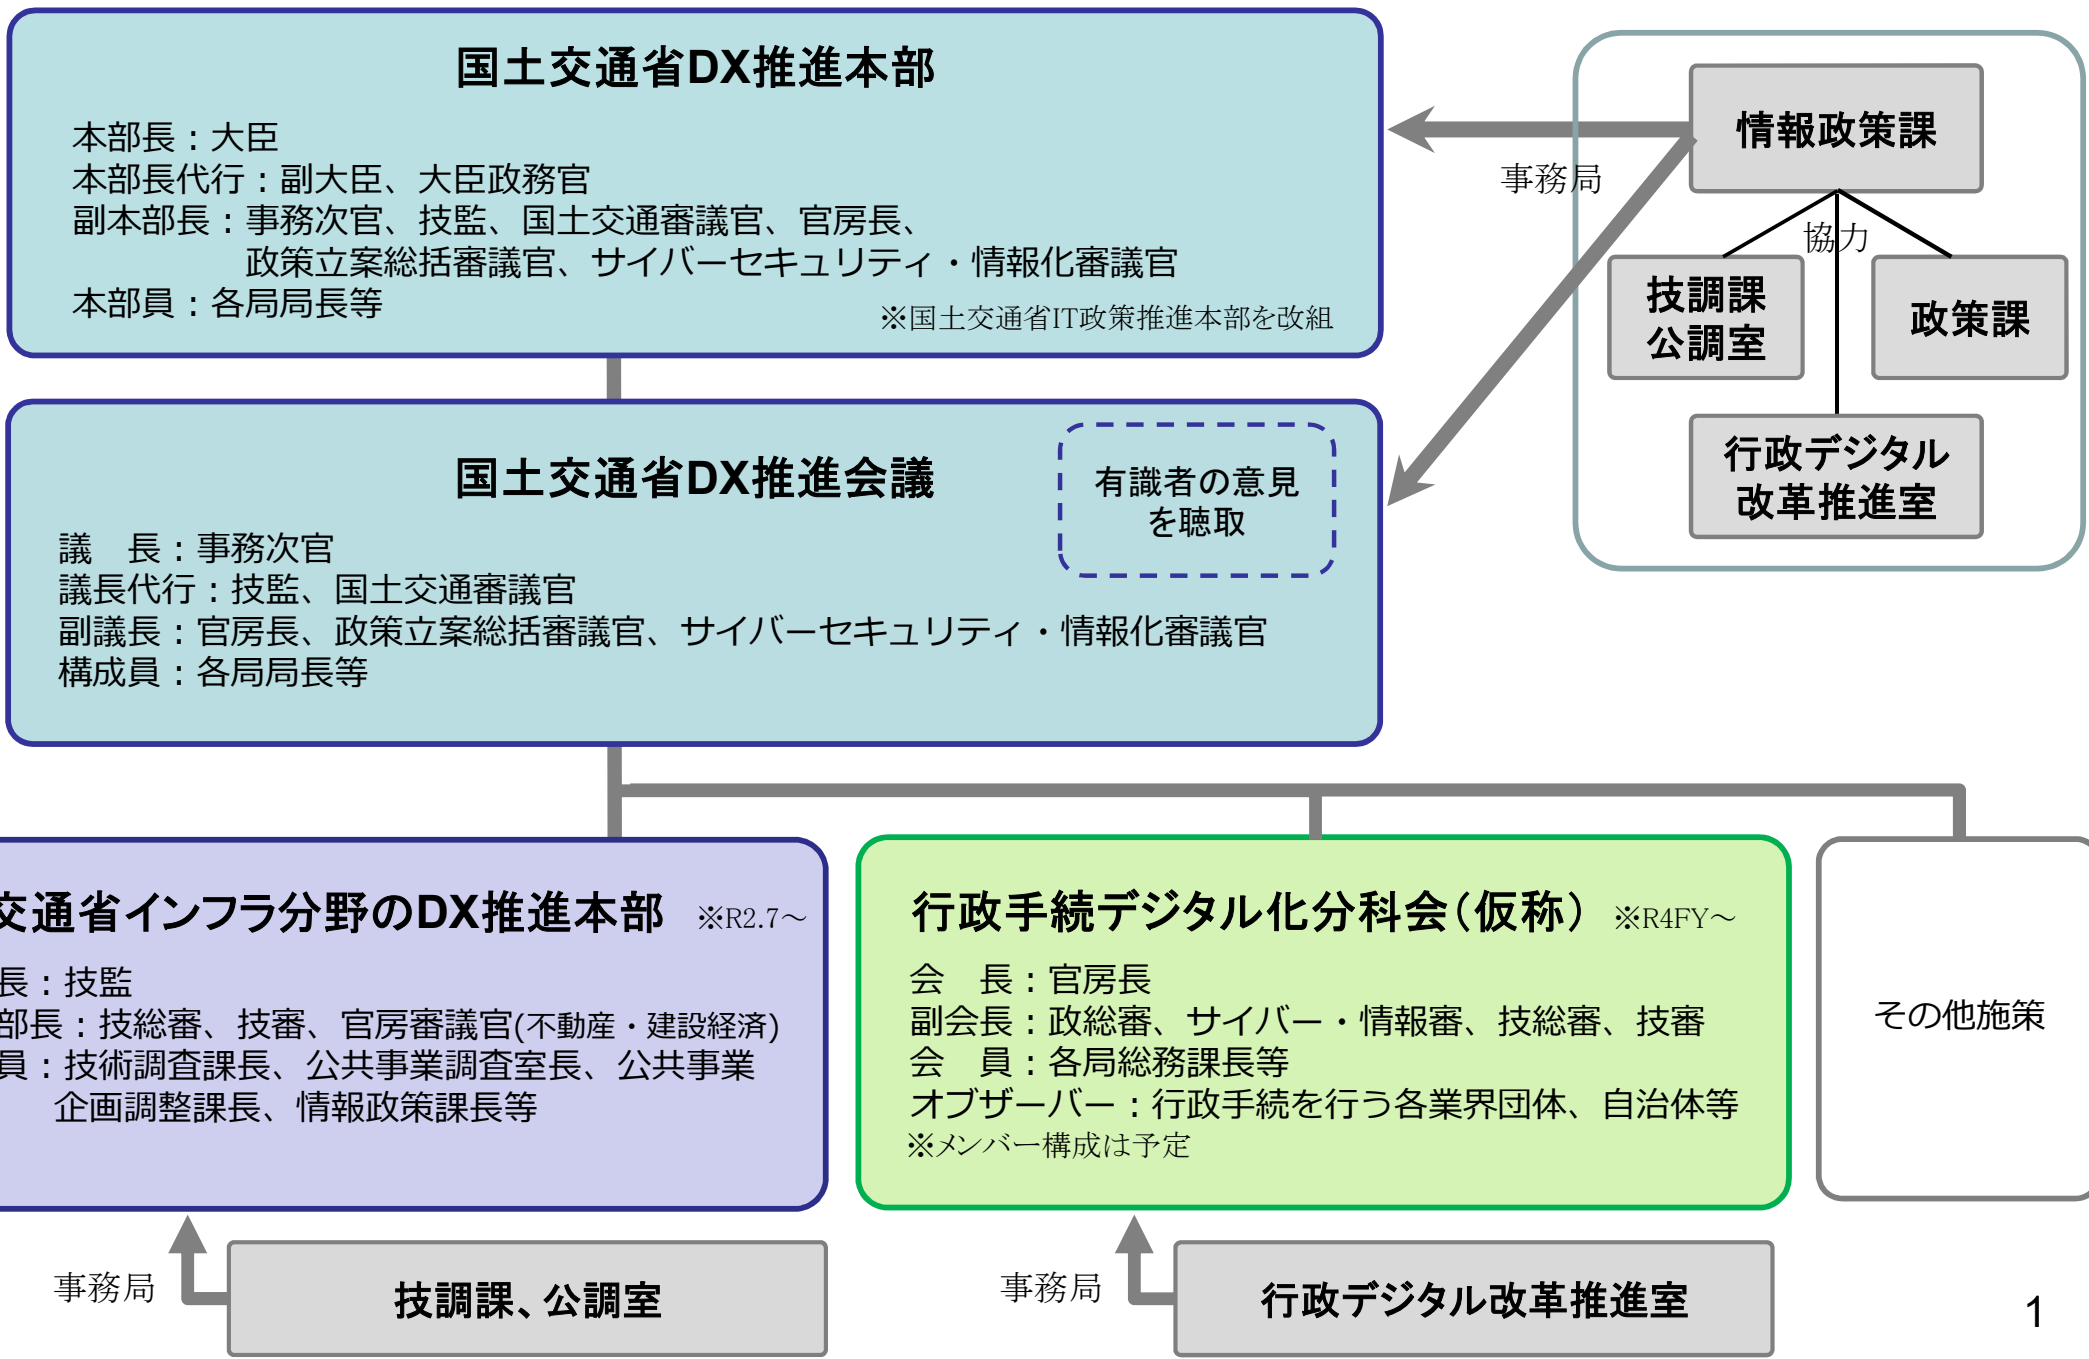 国土交通省DX推進本部
本部長：大臣
本部長代行：副大臣、大臣政務官
副本部長：事務次官、技監、国土交通審議官、官房長、
政策立案総括審議官、サイバーセキュリティ・情報化審議官
本部員：各局局長等
※国土交通省IT政策推進本部を改組
事務局
情報政策課
協力
技調課
公調室
政策課
行政デジタル
改革推進室
国土交通省DX推進会議
有識者の意見
を聴取
議　長：事務次官
議長代行：技監、国土交通審議官
副議長：官房長、政策立案総括審議官、サイバーセキュリティ・情報化審議官
構成員：各局局長等
交通省インフラ分野のDX推進本部 ※R2.7～
長：技監
部長：技総審、技審、官房審議官(不動産・建設経済)
員：技術調査課長、公共事業調査室長、公共事業
企画調整課長、情報政策課長等
事務局
技調課、公調室
行政手続デジタル化分科会（仮称） ※R4FY～
会　長：官房長
副会長：政総審、サイバー・情報審、技総審、技審
会　員：各局総務課長等
オブザーバー：行政手続を行う各業界団体、自治体等
※メンバー構成は予定
事務局
行政デジタル改革推進室
その他施策
1